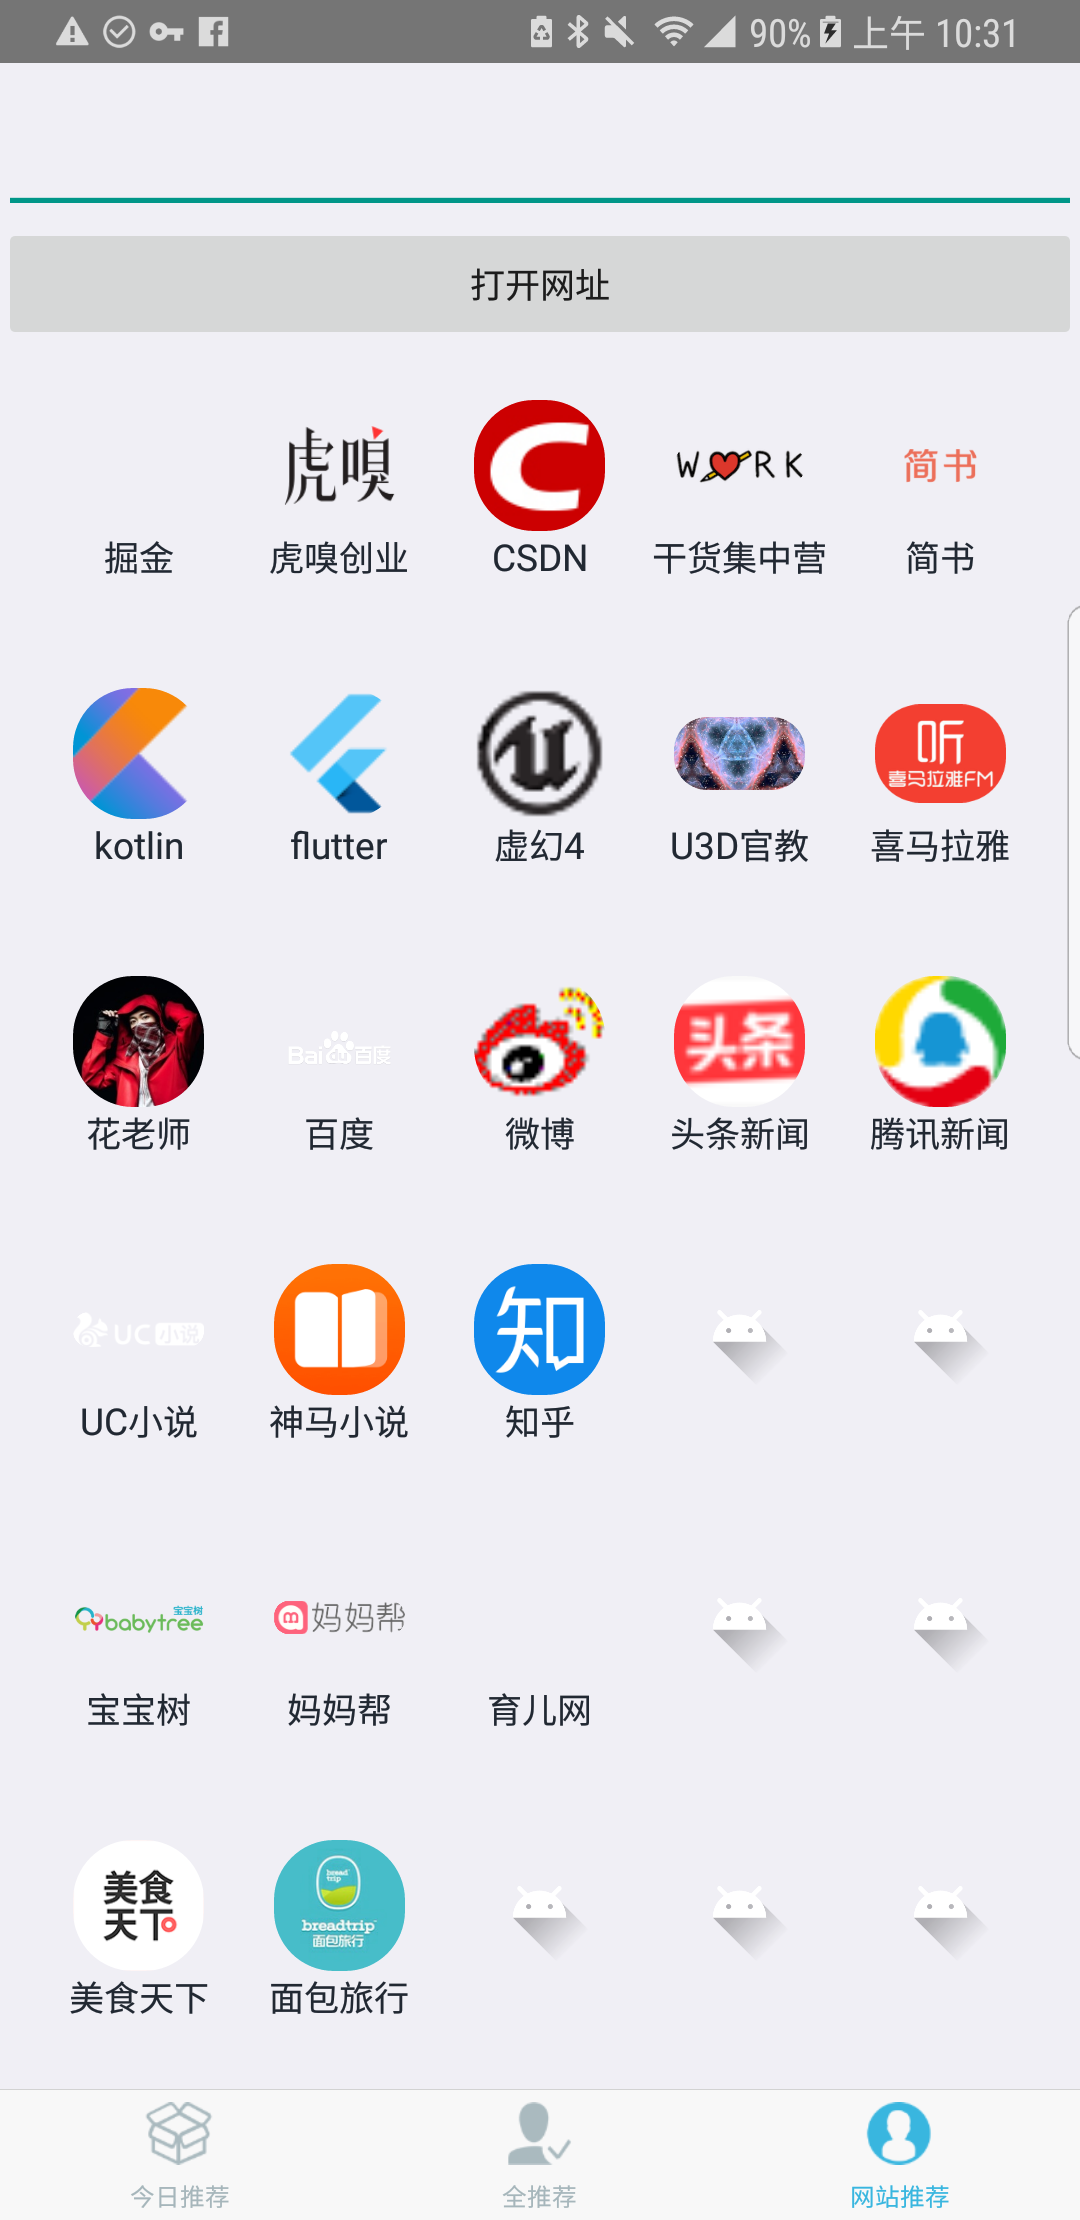 90% 上午 10:31
打开网址
虎嗅 W RK 简书
掘金 虎嗅创业 CSDN 干货集中营 简书
听
喜马拉雅FM
kotlin flutter 虚幻4 U3D官教 喜马拉雅
Bai du 百度 头条
花老师 百度 微博 头条新闻 腾讯新闻
UC小说 知
UC小说 神马小说 知乎
宝宝树
babytree 妈妈帮
宝宝树 妈妈帮 育儿网
美食 bread trip
天下 breadtrip
面包旅行
美食天下 面包旅行
今日推荐 全推荐 网站推荐